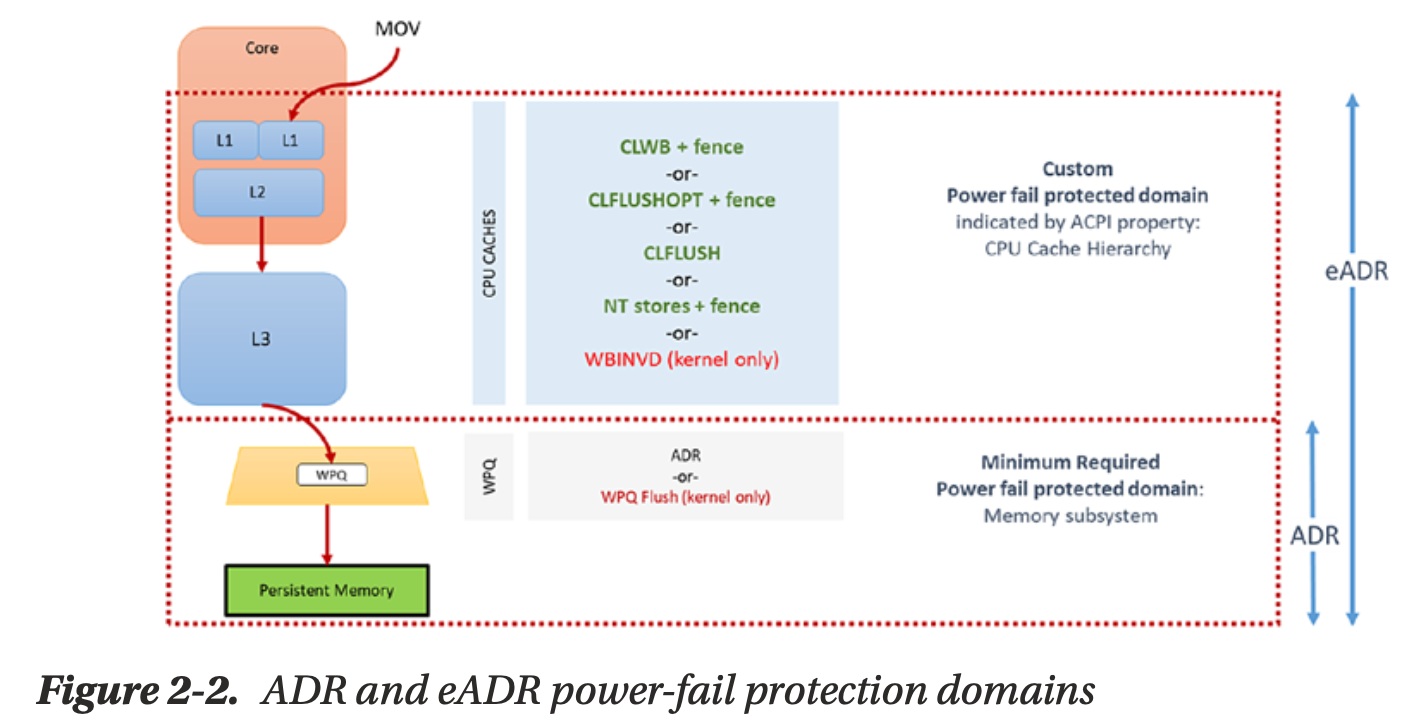 MOV
Core
L1
L1
L2
L3
CPU CACHES
CLWB + fence
-or-
CLFLUSHOPT + fence
-or-
CLFLUSH
-or-
NT stores + fence
-or-
WBINVD (kernel only)
Custom
Power fail protected domain
indicated by ACPI property:
CPU Cache Hierarchy
eADR
WPQ
WPQ
ADR
-or-
WPQ Flush (kernel only)
Minimum Required
Power fail protected domain:
Memory subsystem
ADR
Persistent Memory
Figure 2-2. ADR and eADR power-fail protection domains